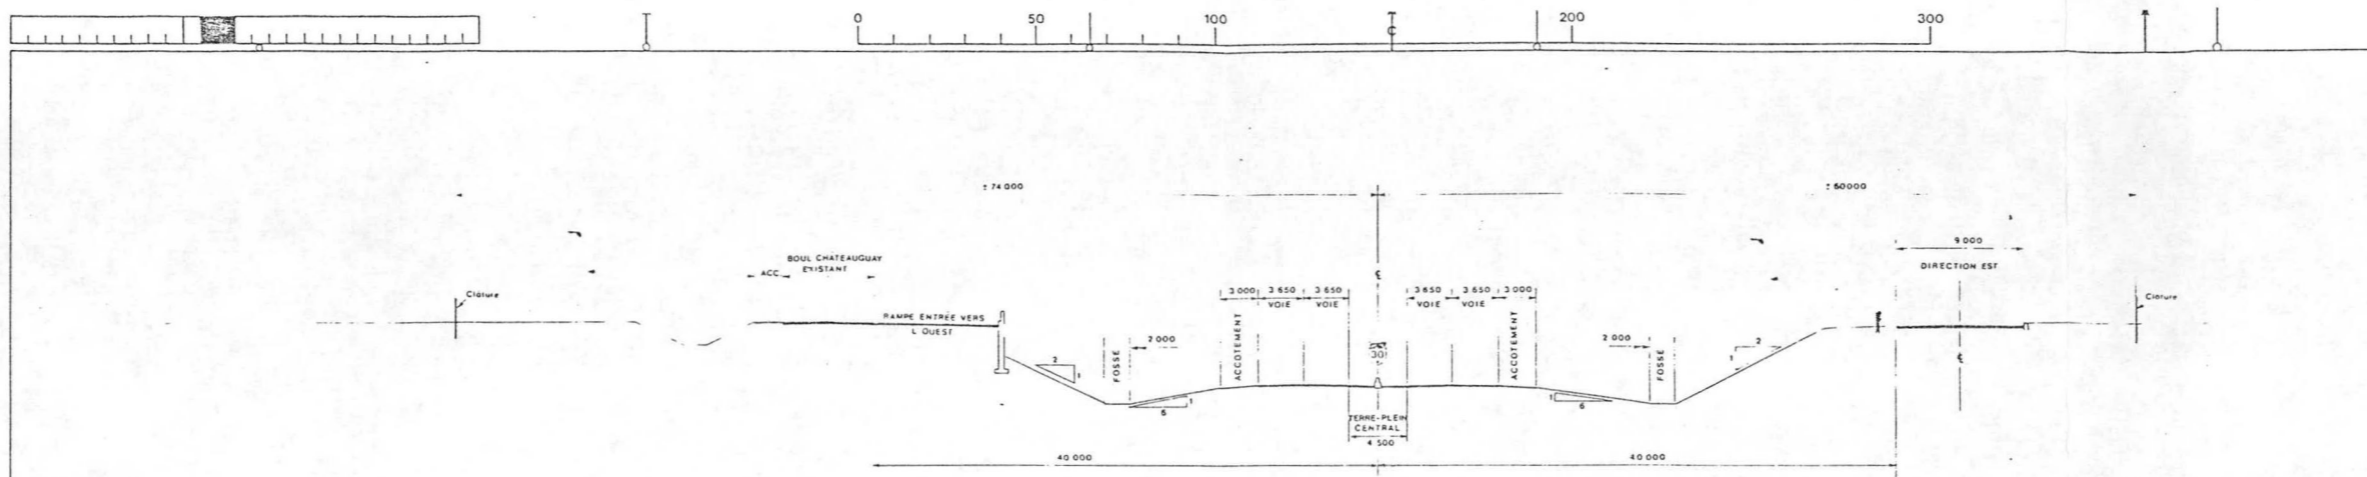 0 50 100 200 300
± 74 000
± 60000
9 000
DIRECTION EST
BOUL CHATEAUGUAY
EXISTANT
ACC
Clôture
RAMPE ENTRÉE VERS
L OUEST
3 000 3 650 3 650
VOIE VOIE
3 650 3 650 3 000
VOIE VOIE
Clôture
2
1
FOSSE
2 000
ACCOTEMENT
ACCOTEMENT
2 000
FOSSE
2
1
1
6
1
6
TERRE-PLEIN
CENTRAL
4 500
40 000
40 000